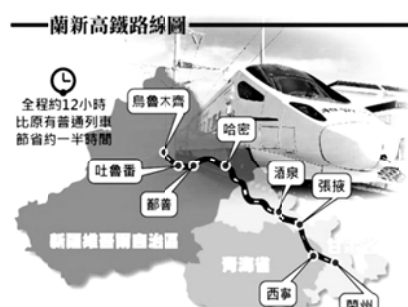 蘭新高鐵路線圖
全程約12小時
比原有普通列車
節省約一半時間
烏魯木齊
哈密
吐魯番
鄯善
酒泉
張掖
新疆維吾爾自治區
青海省
西寧
蘭州